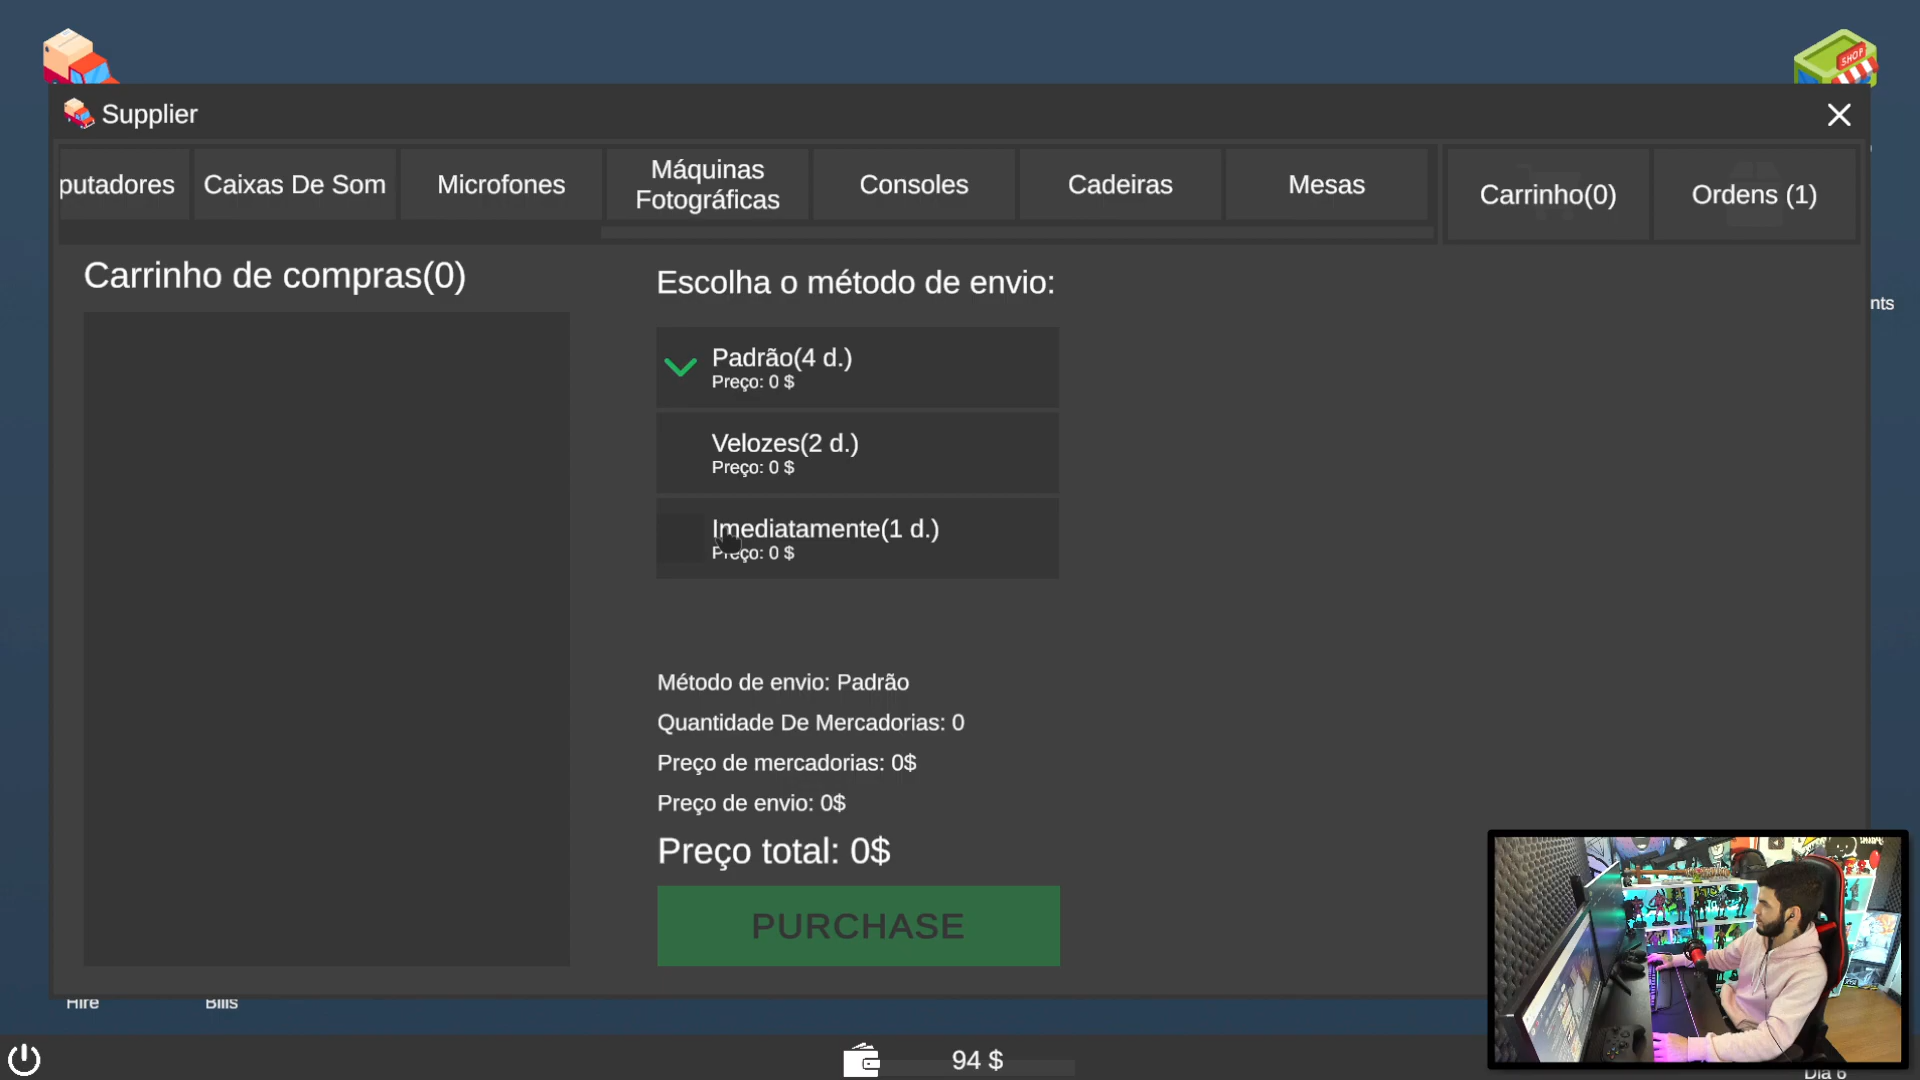 SHOP
Supplier
putadores
Caixas De Som
Microfones
Máquinas
Fotográficas
Consoles
Cadeiras
Mesas
Carrinho(0)
Ordens (1)
Carrinho de compras(0)
Escolha o método de envio:
nts
Padrão(4 d.)
Preço: 0 $
Velozes(2 d.)
Preço: 0 $
Imediatamente(1 d.)
Preço: 0 $
Método de envio: Padrão
Quantidade De Mercadorias: 0
Preço de mercadorias: 0$
Preço de envio: 0$
Preço total: 0$
PURCHASE
Hire
Bills
94 $
Dia 6